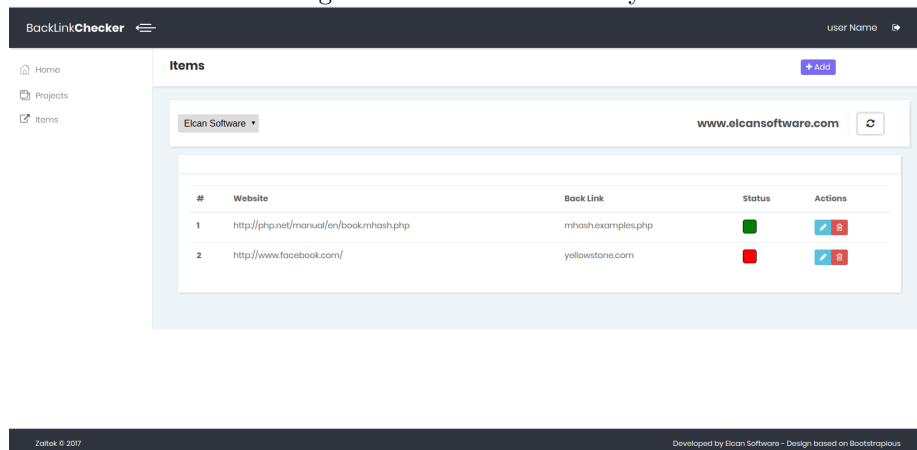 BackLinkChecker
user Name
Home
Items
+ Add
Projects
Items
Elcan Software
www.elcansoftware.com
# Website Back Link Status Actions
1 http://php.net/manual/en/book.mhash.php mhash.examples.php
2 http://www.facebook.com/ yellowstone.com
Zaitek © 2017
Developed by Elcan Software - Design based on Bootstrapious